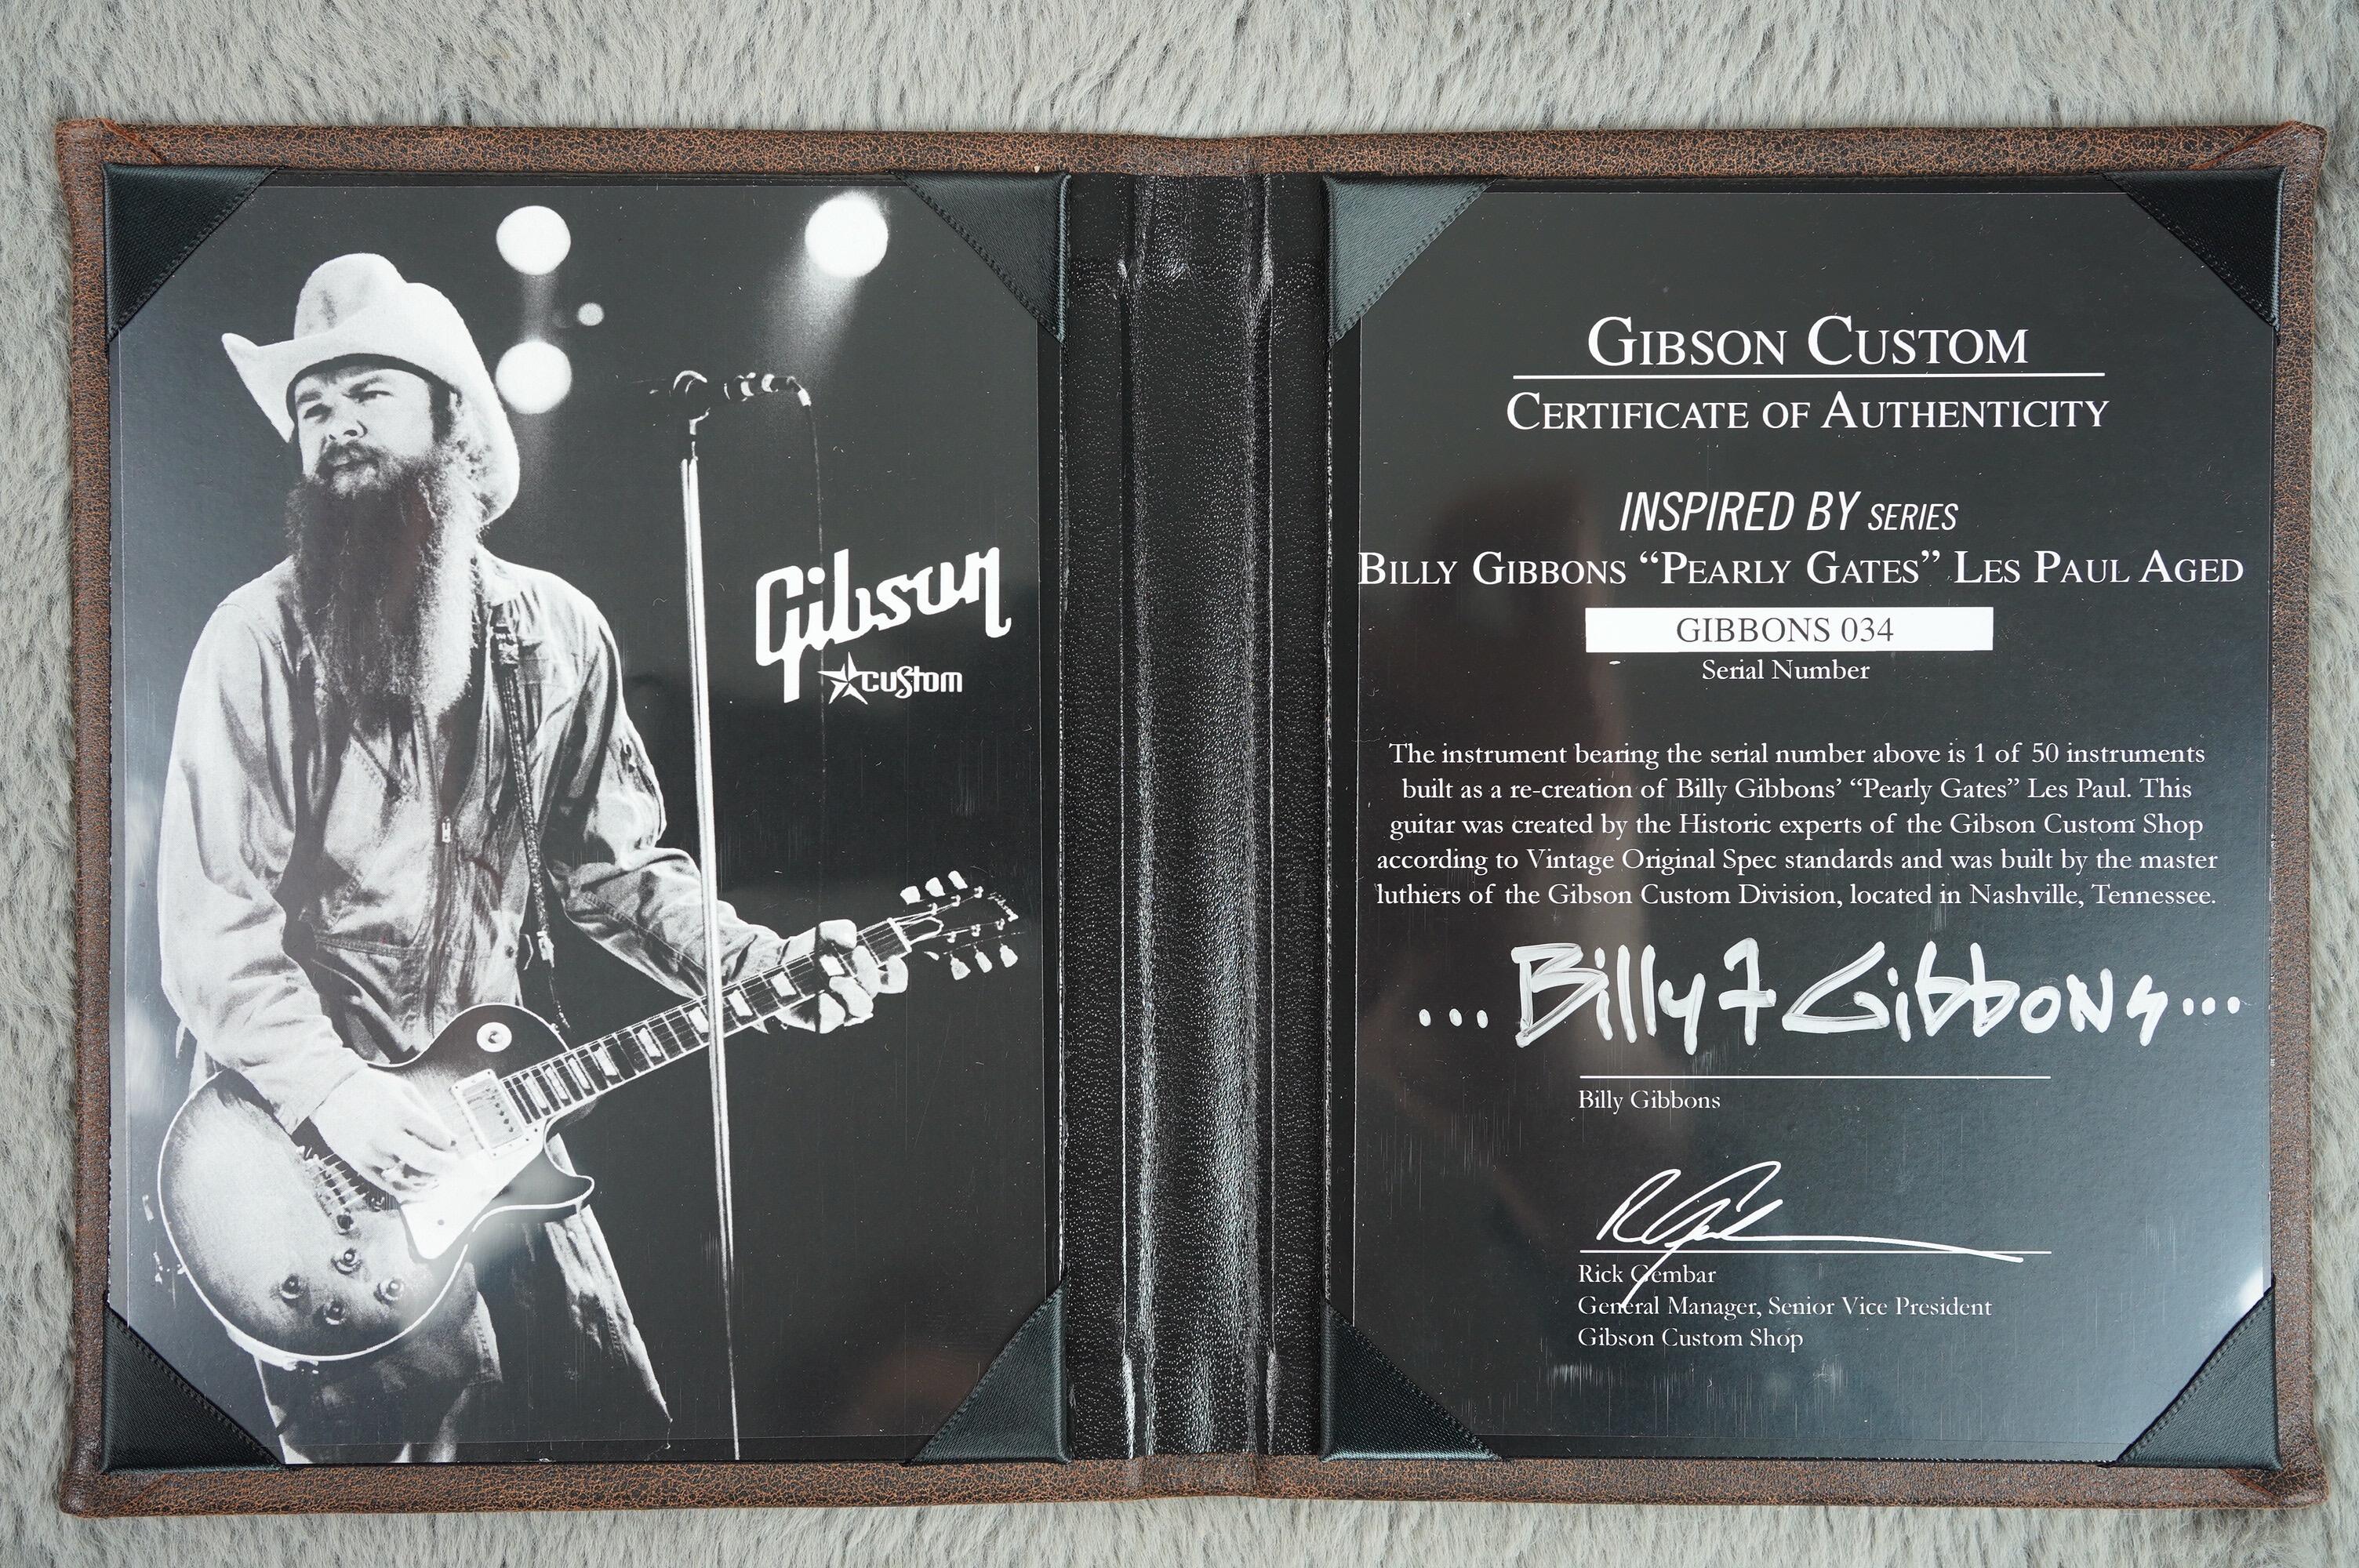 Gibson
custom
GIBSON CUSTOM
CERTIFICATE OF AUTHENTICITY
INSPIRED BY SERIES
BILLY GIBBONS “PEARLY GATES” LES PAUL AGED
GIBBONS 034
Serial Number
The instrument bearing the serial number above is 1 of 50 instruments
built as a re-creation of Billy Gibbons’ “Pearly Gates” Les Paul. This
guitar was created by the Historic experts of the Gibson Custom Shop
according to Vintage Original Spec standards and was built by the master
luthiers of the Gibson Custom Division, located in Nashville, Tennessee.
...Billy F Gibbons...
Billy Gibbons
Rick Gembar
General Manager, Senior Vice President
Gibson Custom Shop